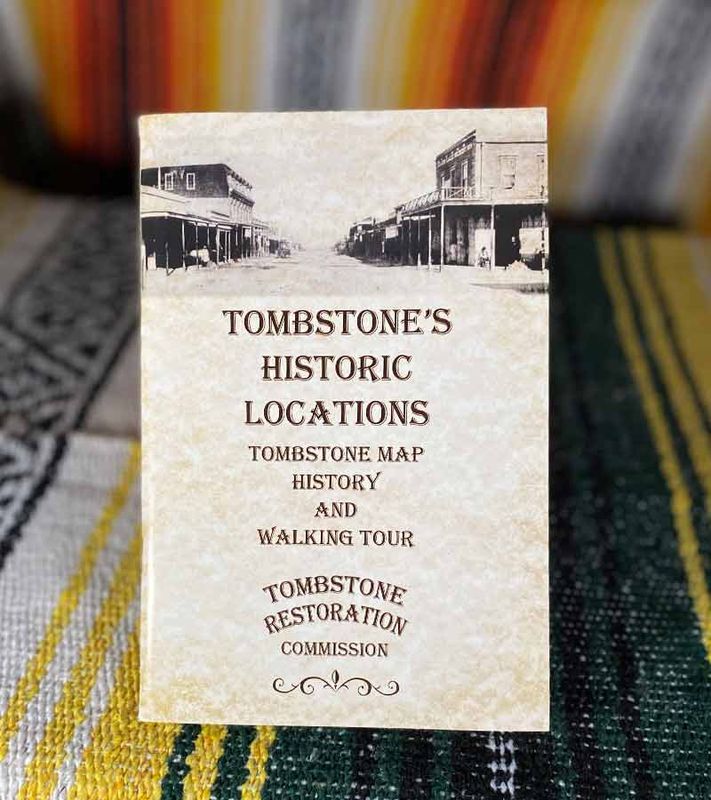 TOMBSTONE'S
HISTORIC
LOCATIONS
TOMBSTONE MAP
HISTORY
AND
WALKING TOUR
TOMBSTONE
RESTORATION
COMMISSION